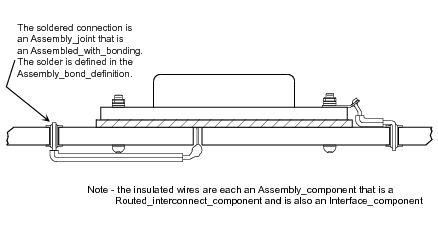 The soldered connection is
an Assembly_joint that is
an Assembled_with_bonding.
The solder is defined in the
Assembly_bond_definition.
Note - the insulated wires are each an Assembly_component that is a
Routed_interconnect_component and is also an Interface_component